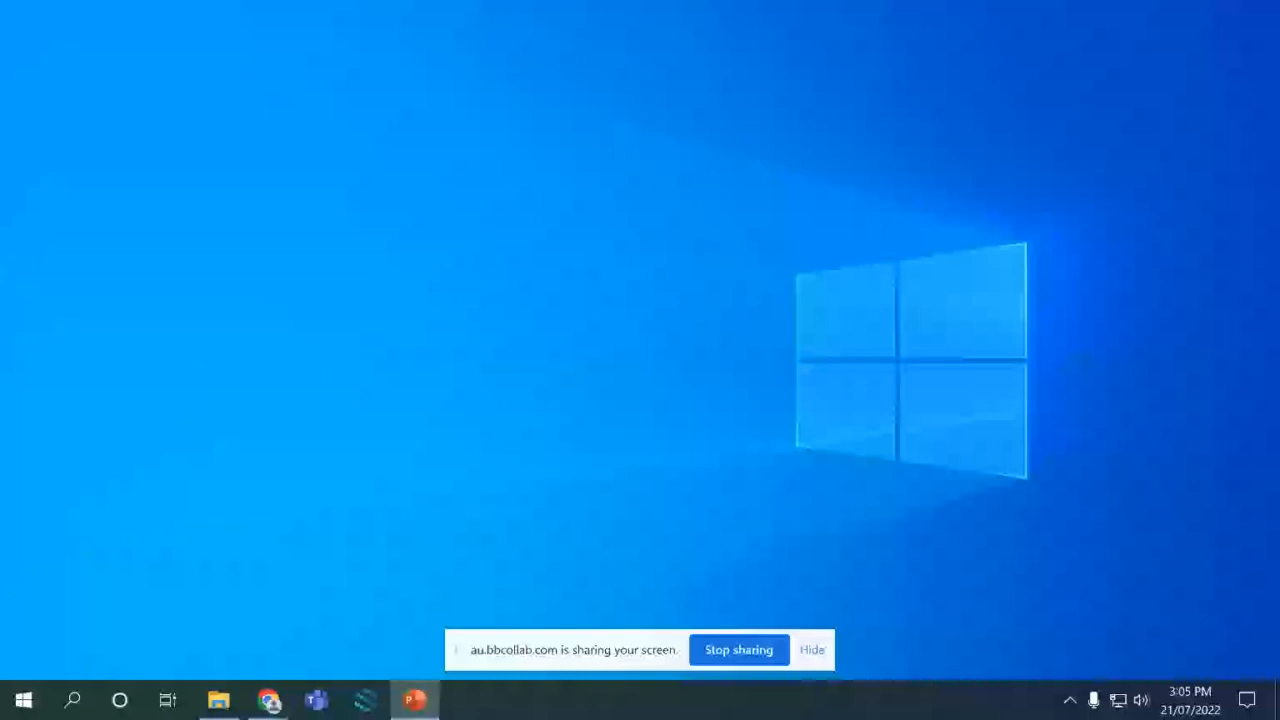 au.bbcollab.com is sharing your screen.
Stop sharing
Hide
P
3:05 PM
21/07/2022